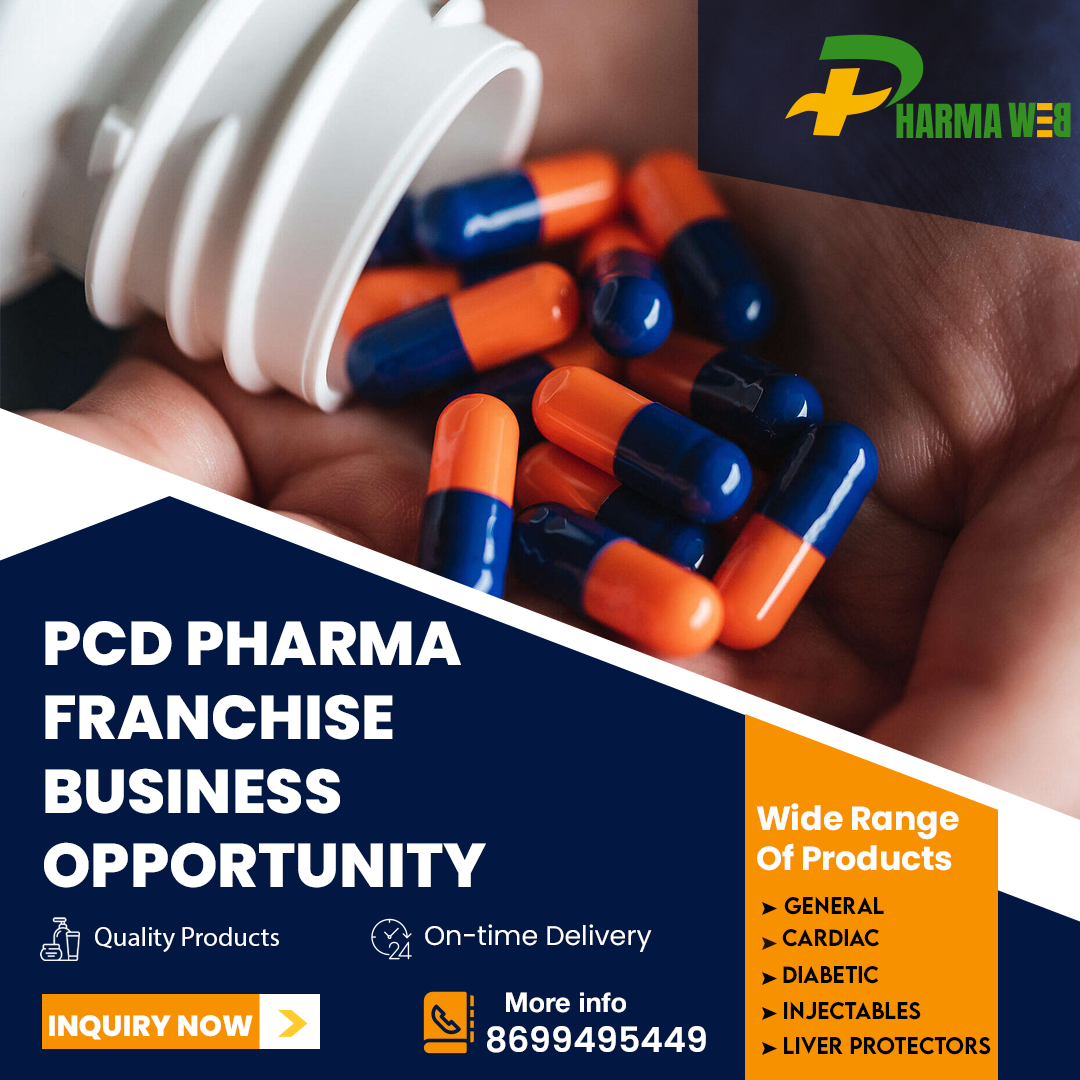 PHARMA WEB
PCD PHARMA
FRANCHISE
BUSINESS
OPPORTUNITY
Quality Products
24
On-time Delivery
INQUIRY NOW
More info
8699495449
Wide Range
Of Products
➤ GENERAL
➤ CARDIAC
➤ DIABETIC
➤ INJECTABLES
➤ LIVER PROTECTORS